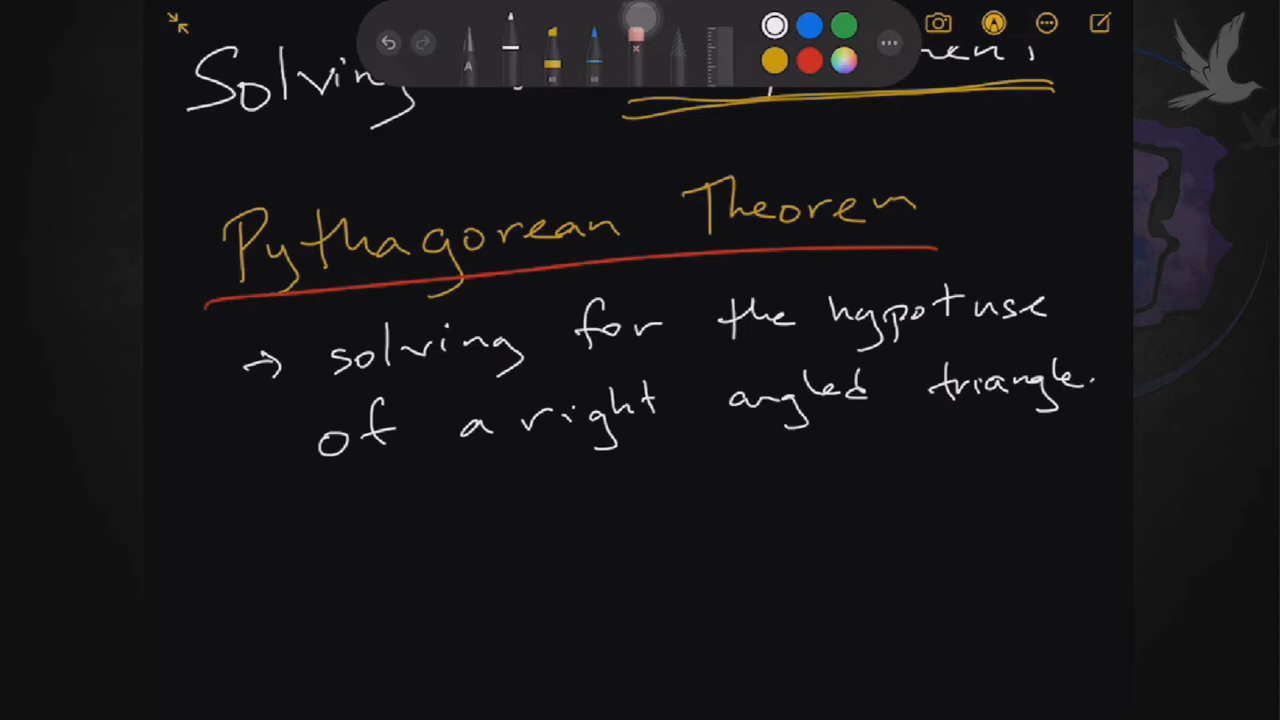 Solving
Pythagorean Theorem
→ solving for the hypotuse
of a right angled triangle.